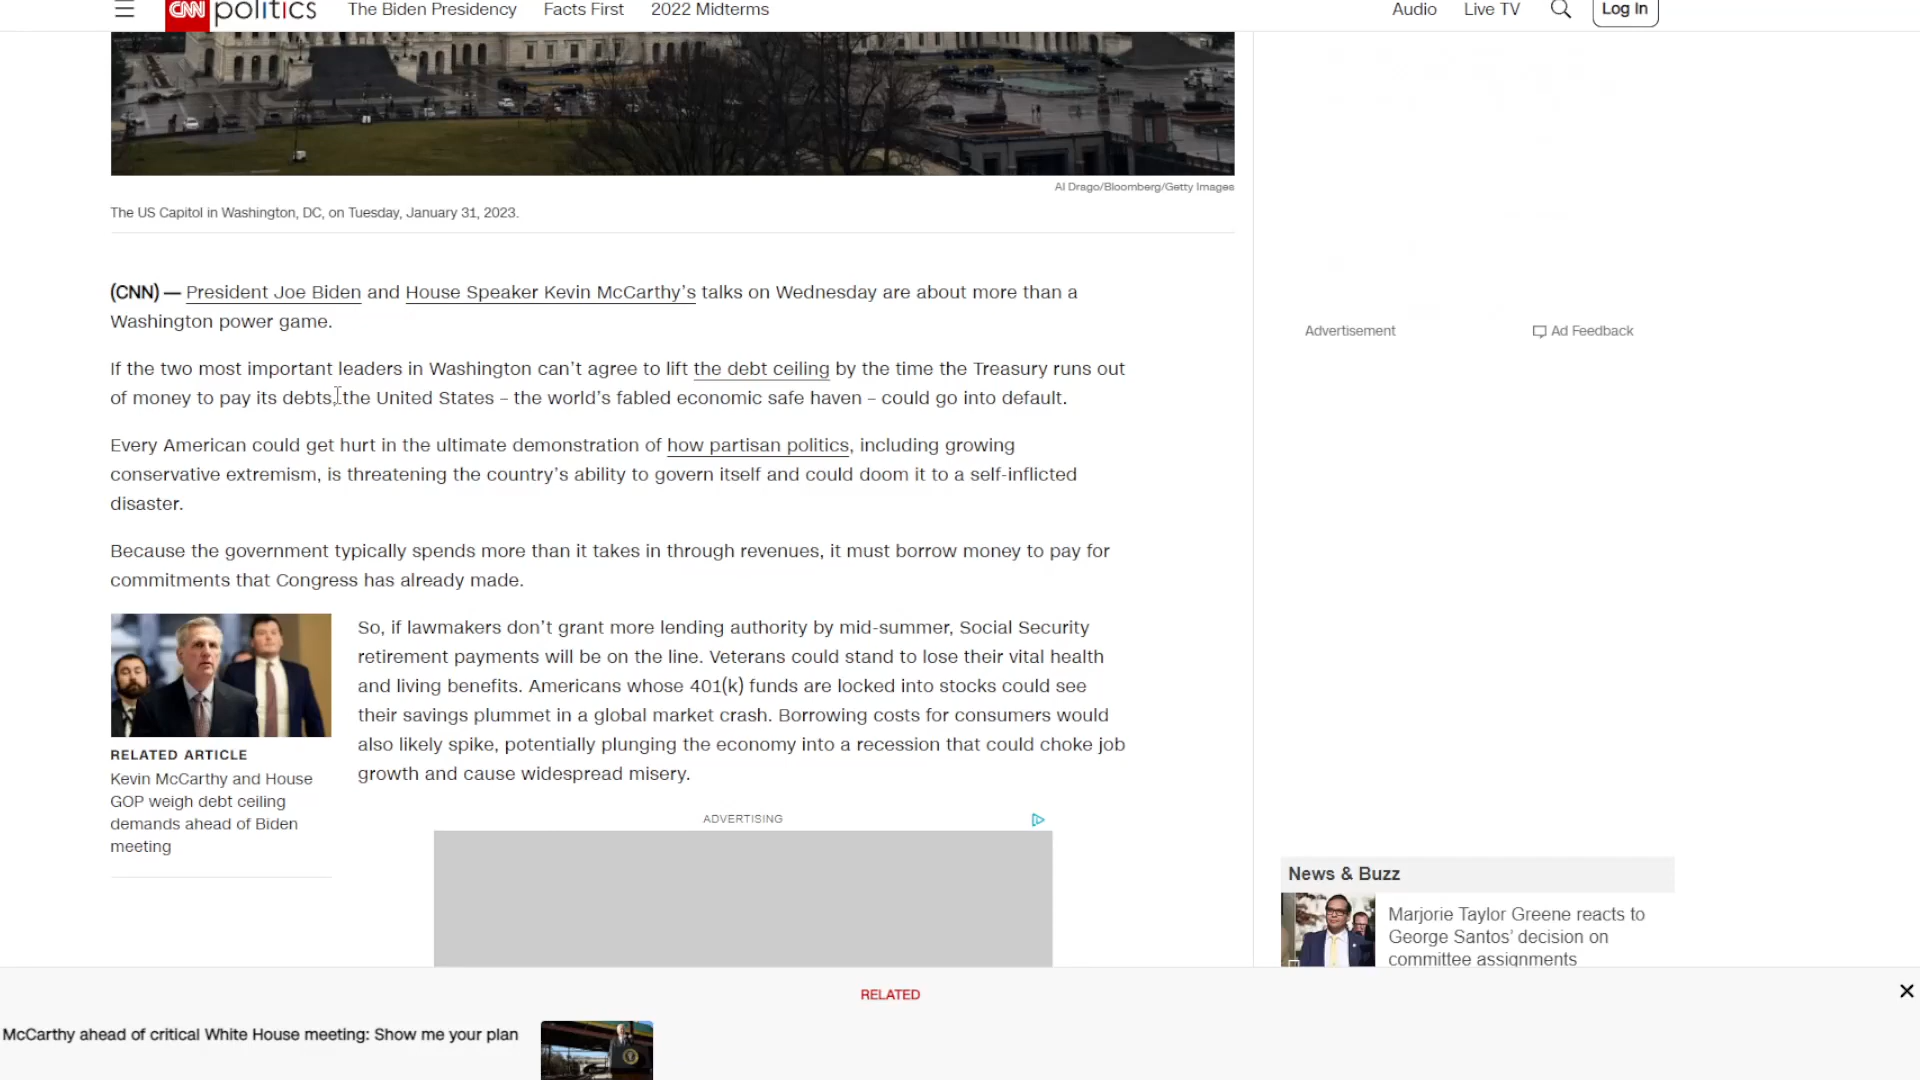 CNN politics The Biden Presidency Facts First 2022 Midterms Audio Live TV Log In
Al Drago/Bloomberg/Getty Images
The US Capitol in Washington, DC, on Tuesday, January 31, 2023.
(CNN) — President Joe Biden and House Speaker Kevin McCarthy's talks on Wednesday are about more than a
Washington power game.
If the two most important leaders in Washington can't agree to lift the debt ceiling by the time the Treasury runs out
of money to pay its debts, the United States – the world's fabled economic safe haven – could go into default.
Every American could get hurt in the ultimate demonstration of how partisan politics, including growing
conservative extremism, is threatening the country's ability to govern itself and could doom it to a self-inflicted
disaster.
Because the government typically spends more than it takes in through revenues, it must borrow money to pay for
commitments that Congress has already made.
So, if lawmakers don't grant more lending authority by mid-summer, Social Security
retirement payments will be on the line. Veterans could stand to lose their vital health
and living benefits. Americans whose 401(k) funds are locked into stocks could see
their savings plummet in a global market crash. Borrowing costs for consumers would
also likely spike, potentially plunging the economy into a recession that could choke job
growth and cause widespread misery.
RELATED ARTICLE
Kevin McCarthy and House
GOP weigh debt ceiling
demands ahead of Biden
meeting
ADVERTISING
Advertisement Ad Feedback
News & Buzz
Marjorie Taylor Greene reacts to
George Santos' decision on
committee assignments
RELATED
McCarthy ahead of critical White House meeting: Show me your plan